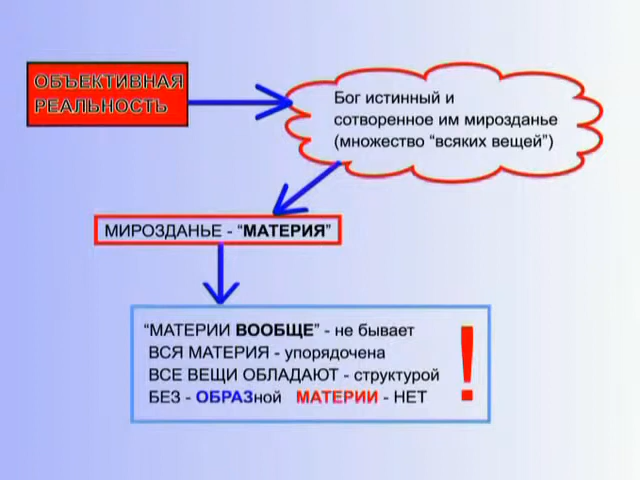 ОБЪЕКТИВНАЯ
РЕАЛЬНОСТЬ
Бог истинный и
сотворенное им мирозданье
(множество “всяких вещей”)
МИРОЗДАНЬЕ - “МАТЕРИЯ”
“МАТЕРИИ ВООБЩЕ” - не бывает
ВСЯ МАТЕРИЯ - упорядочена
ВСЕ ВЕЩИ ОБЛАДАЮТ - структурой
БЕЗ - ОБРАЗной МАТЕРИИ - НЕТ
!